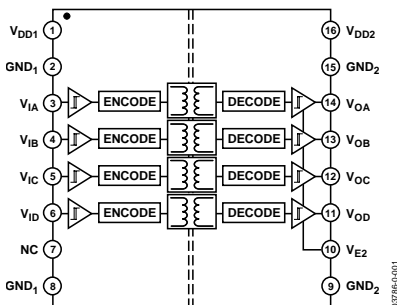 VDD1 1 16 VDD2
GND1 2 15 GND2
VIA 3 ENCODE DECODE 14 VOA
VIB 4 ENCODE DECODE 13 VOB
VIC 5 ENCODE DECODE 12 VOC
VID 6 ENCODE DECODE 11 VOD
NC 7 10 VE2
GND1 8 9 GND2
03786-0-001